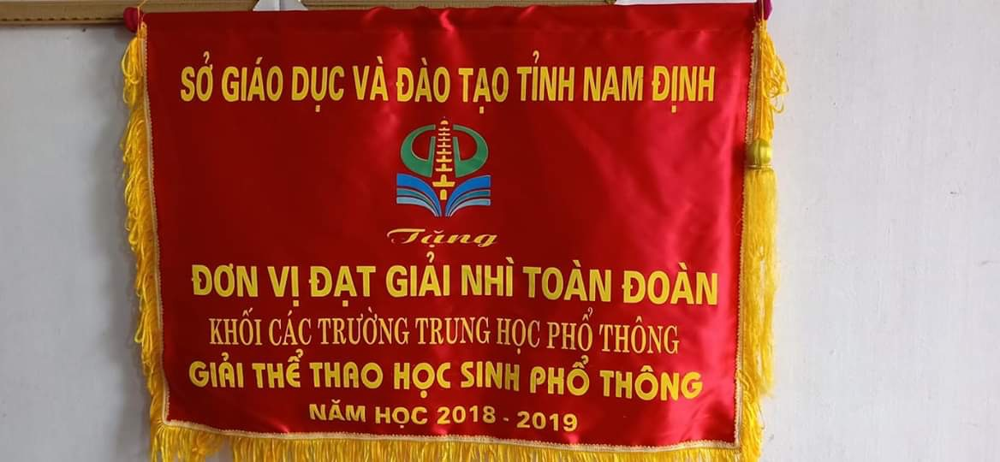 SỞ GIÁO DỤC VÀ ĐÀO TẠO TỈNH NAM ĐỊNH
Tặng
ĐƠN VỊ ĐẠT GIẢI NHÌ TOÀN ĐOÀN
KHỐI CÁC TRƯỜNG TRUNG HỌC PHỔ THÔNG
GIẢI THỂ THAO HỌC SINH PHỔ THÔNG
NĂM HỌC 2018 - 2019